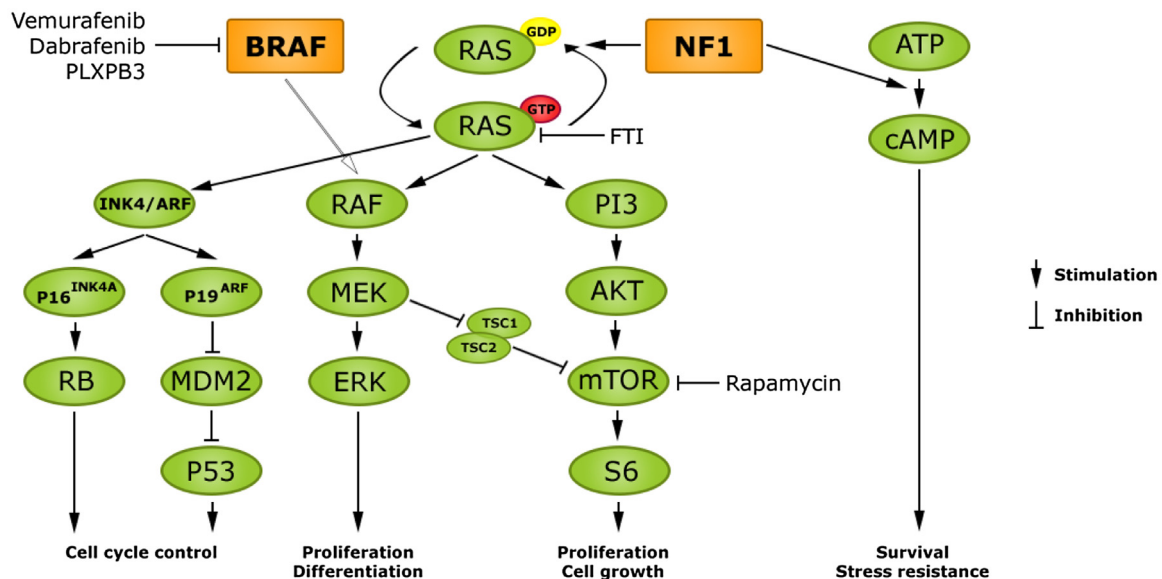 Vemurafenib
Dabrafenib
PLXPB3
BRAF
RAS
GDP
NF1
ATP
RAS
GTP
FTI
cAMP
INK4/ARF
RAF
PI3
P16INK4A
P19ARF
MEK
AKT
TSC1
TSC2
RB
MDM2
ERK
mTOR
Rapamycin
P53
S6
Stimulation
Inhibition
Cell cycle control
Proliferation
Differentiation
Proliferation
Cell growth
Survival
Stress resistance